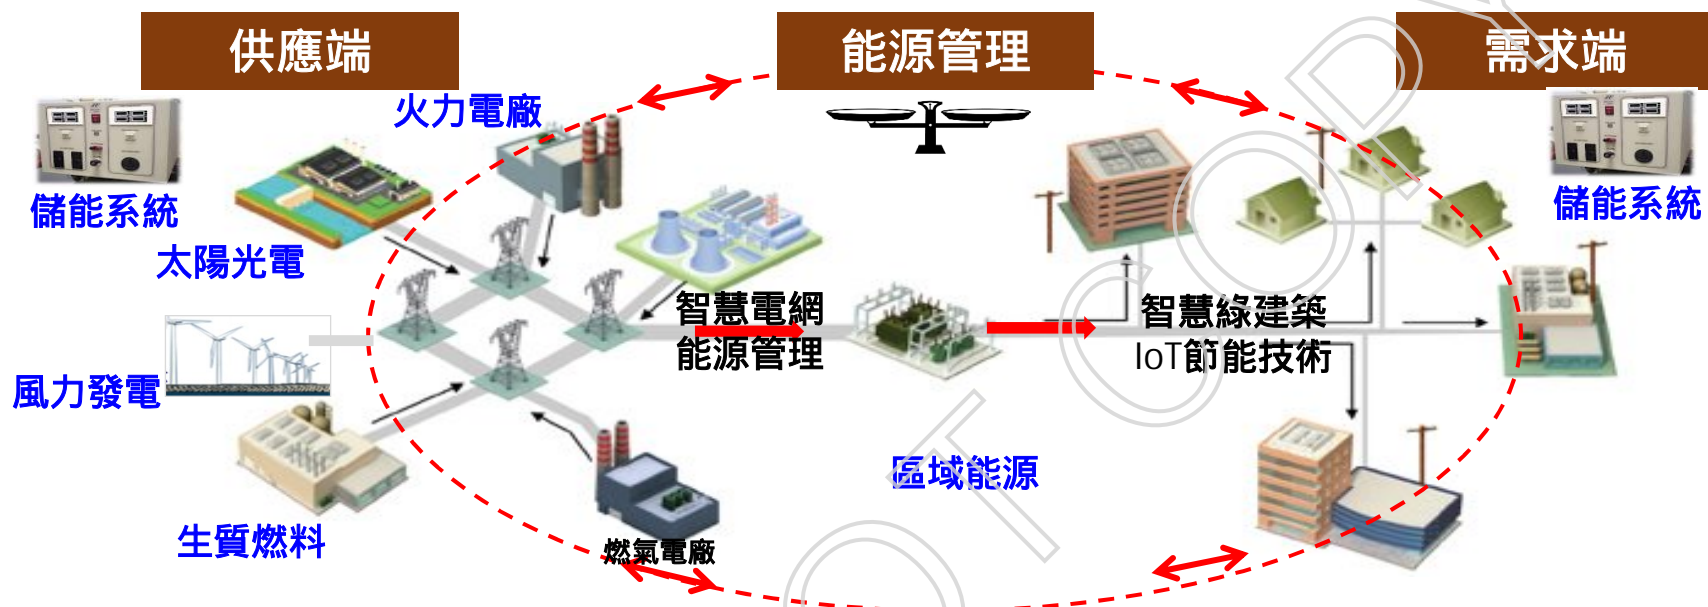 供應端
能源管理
需求端
火力電廠
儲能系統
儲能系統
太陽光電
智慧電網
能源管理
智慧綠建築
IoT節能技術
風力發電
區域能源
生質燃料
燃氣電廠
OT COPY